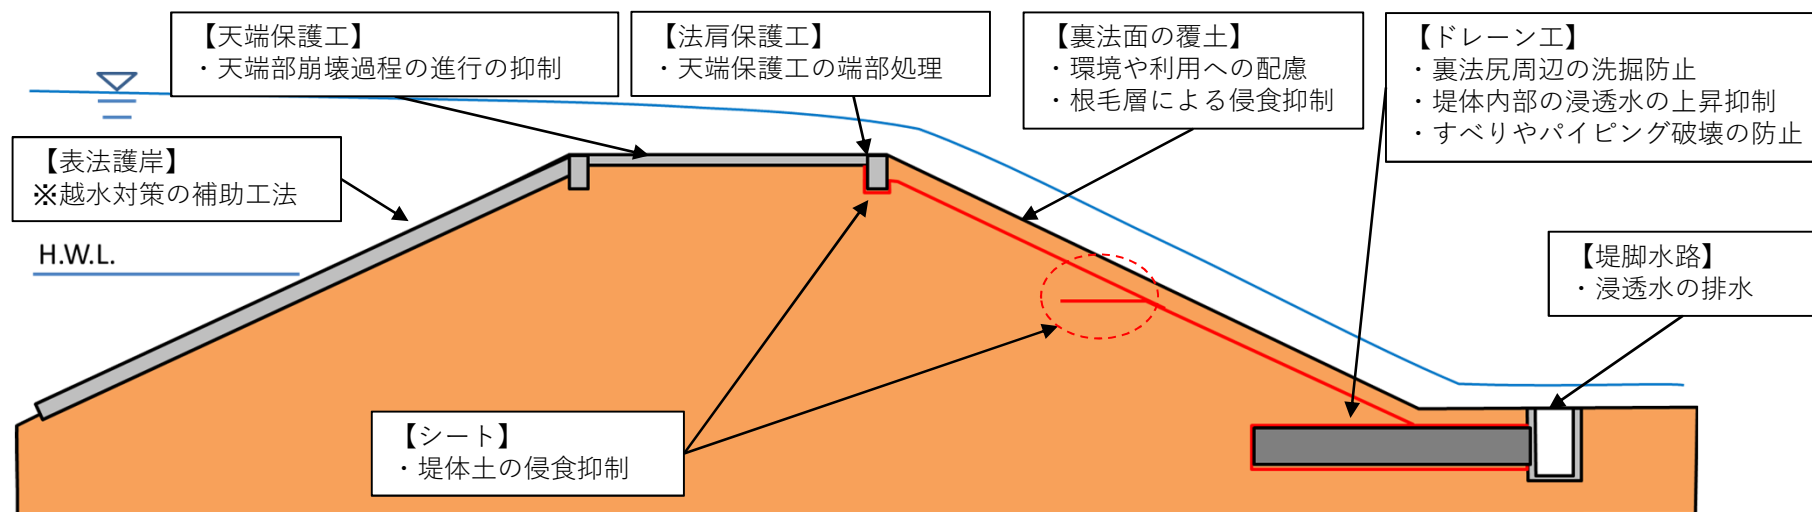 【天端保護工】
・天端部崩壊過程の進行の抑制
【法肩保護工】
・天端保護工の端部処理
【裏法面の覆土】
・環境や利用への配慮
・根毛層による侵食抑制
【ドレーン工】
・裏法尻周辺の洗掘防止
・堤体内部の浸透水の上昇抑制
・すべりやパイピング破壊の防止
【表法護岸】
※越水対策の補助工法
H.W.L.
【堤脚水路】
・浸透水の排水
【シート】
・堤体土の侵食抑制